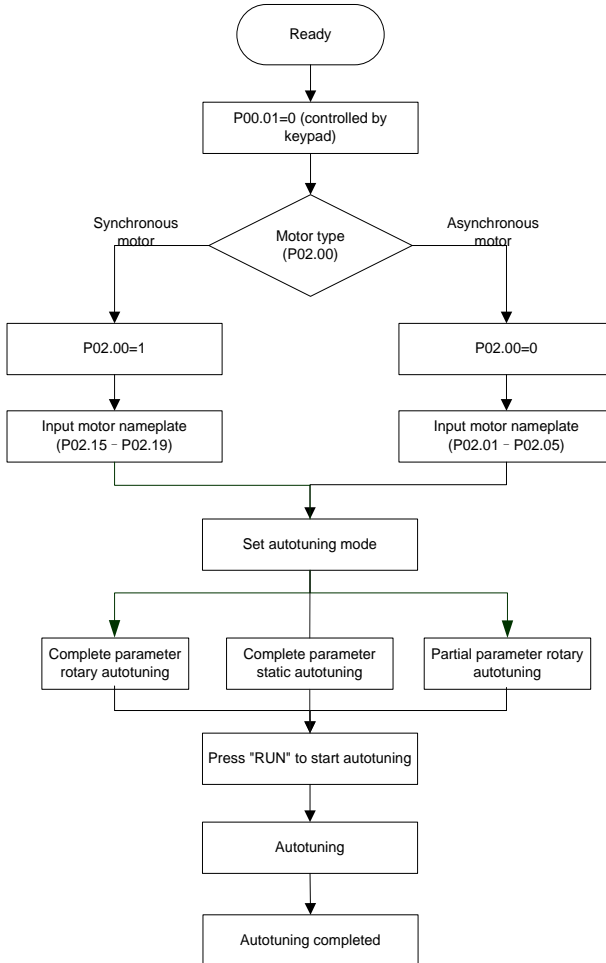 Ready
P00.01=0 (controlled by
keypad)
Synchronous
motor
Motor type
(P02.00)
Asynchronous
motor
P02.00=1
P02.00=0
Input motor nameplate
(P02.15﹣P02.19)
Input motor nameplate
(P02.01﹣P02.05)
Set autotuning mode
Complete parameter
rotary autotuning
Complete parameter
static autotuning
Partial parameter rotary
autotuning
Press "RUN" to start autotuning
Autotuning
Autotuning completed